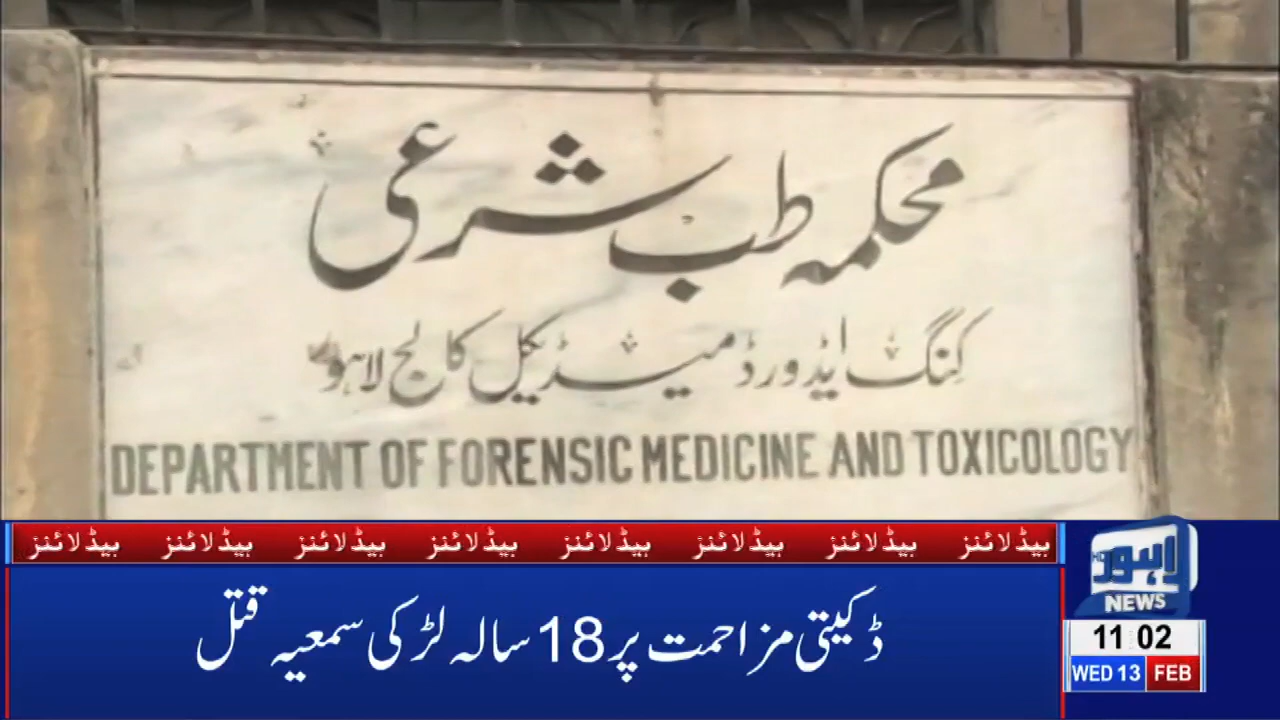 محکمہ طب شرعی
کنگ ایڈورڈ میڈیکل کالج لاہور
DEPARTMENT OF FORENSIC MEDICINE AND TOXICOLOGY
ہیڈلائنز ہیڈلائنز ہیڈلائنز ہیڈلائنز ہیڈلائنز ہیڈلائنز ہیڈلائنز ہیڈلائنز
لاہور HD
NEWS
ڈکیتی مزاحمت پر 18 سالہ لڑکی سمعیہ قتل
11 02
WED 13 FEB